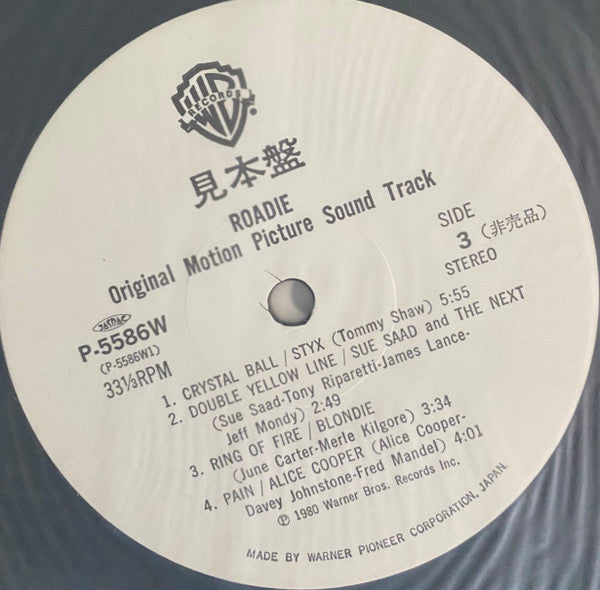 WB
RECORDS
見本盤
ROADIE
Original Motion Picture Sound Track
SIDE
3 (非売品)
STEREO
JASRAC
P-5586W
(P-5586W1)
33⅓RPM
1. CRYSTAL BALL / STYX (Tommy Shaw) 5:55
2. DOUBLE YELLOW LINE / SUE SAAD and THE NEXT
(Sue Saad-Tony Riparetti-James Lance-
Jeff Mondy) 2:49
3. RING OF FIRE / BLONDIE
(June Carter-Merle Kilgore) 3:34
4. PAIN / ALICE COOPER (Alice Cooper-
Davey Johnstone-Fred Mandel) 4:01
℗ 1980 Warner Bros. Records Inc.
MADE BY WARNER PIONEER CORPORATION, JAPAN.